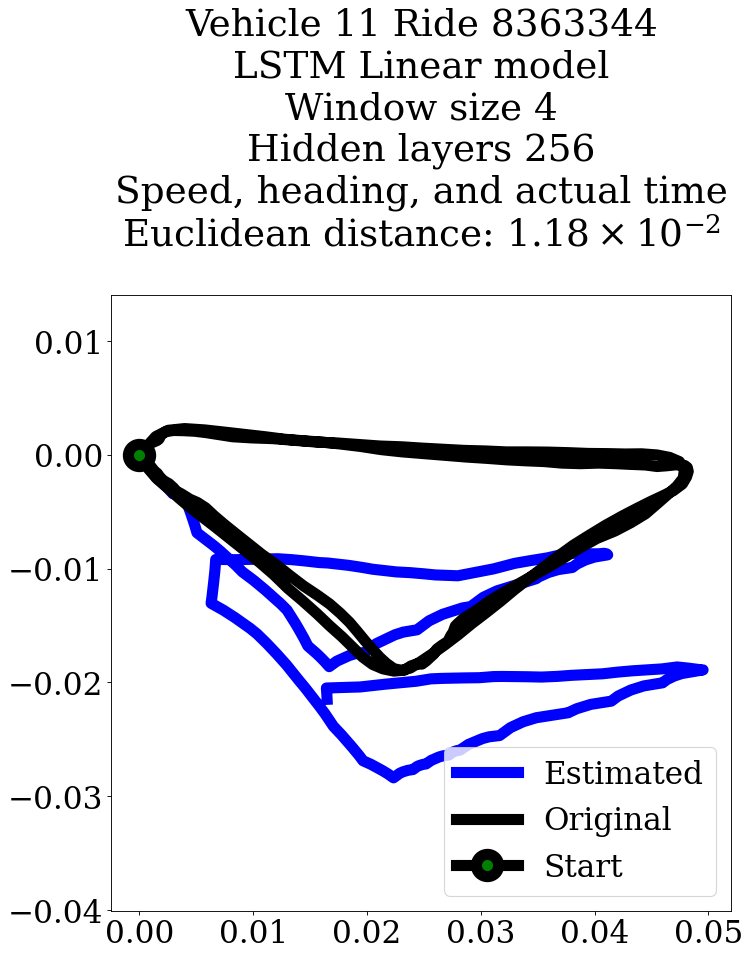 Vehicle 11 Ride 8363344
LSTM Linear model
Window size 4
Hidden layers 256
Speed, heading, and actual time
Euclidean distance: 1.18 × 10⁻²
0.01
0.00
−0.01
−0.02
−0.03
−0.04
Estimated
Original
Start
0.00 0.01 0.02 0.03 0.04 0.05